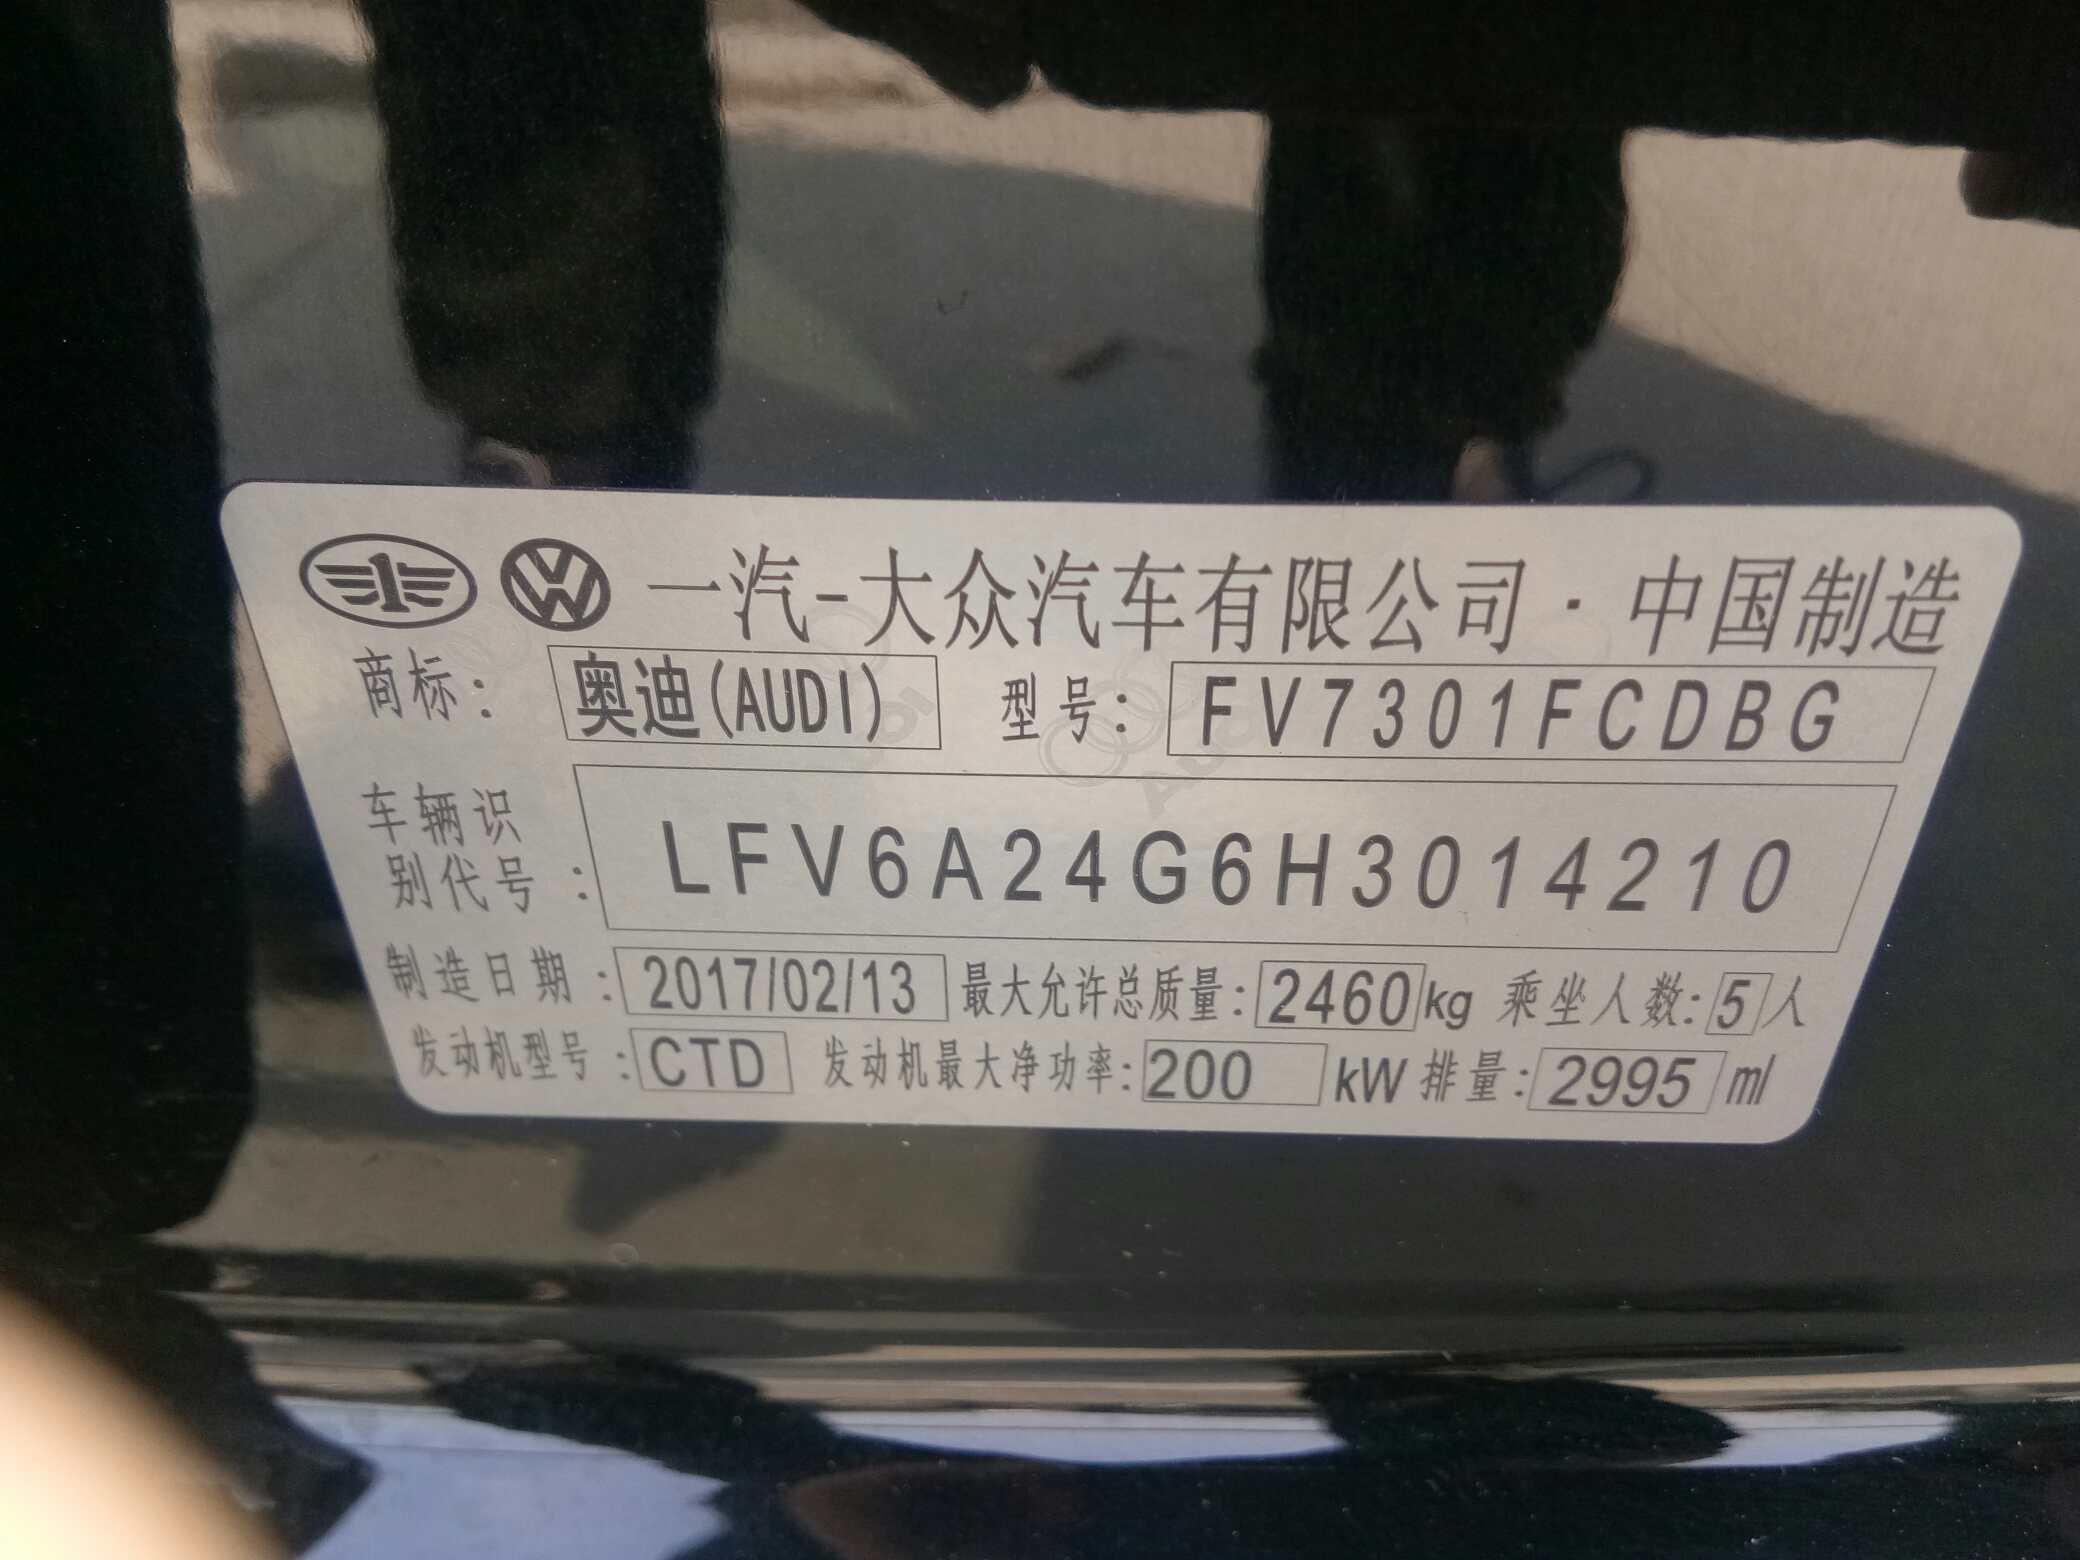 一汽-大众汽车有限公司·中国制造
商标：奥迪(AUDI) 型号：FV7301FCDBG
车辆识
别代号：LFV6A24G6H3014210
制造日期：2017/02/13 最大允许总质量：2460kg 乘坐人数：5人
发动机型号：CTD 发动机最大净功率：200 kW 排量：2995 ml